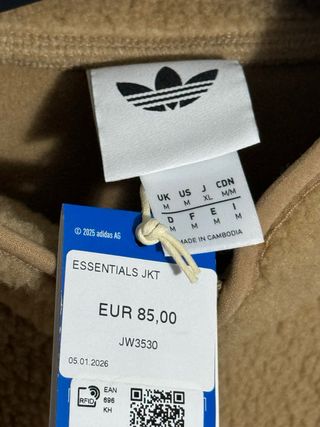 UK US J CDN
M M XL M/M
D F E I
M M M M
MADE IN CAMBODIA
© 2025 adidas AG
ESSENTIALS JKT
EUR 85,00
JW3530
05.01.2026
RFID
EAN
696
KH